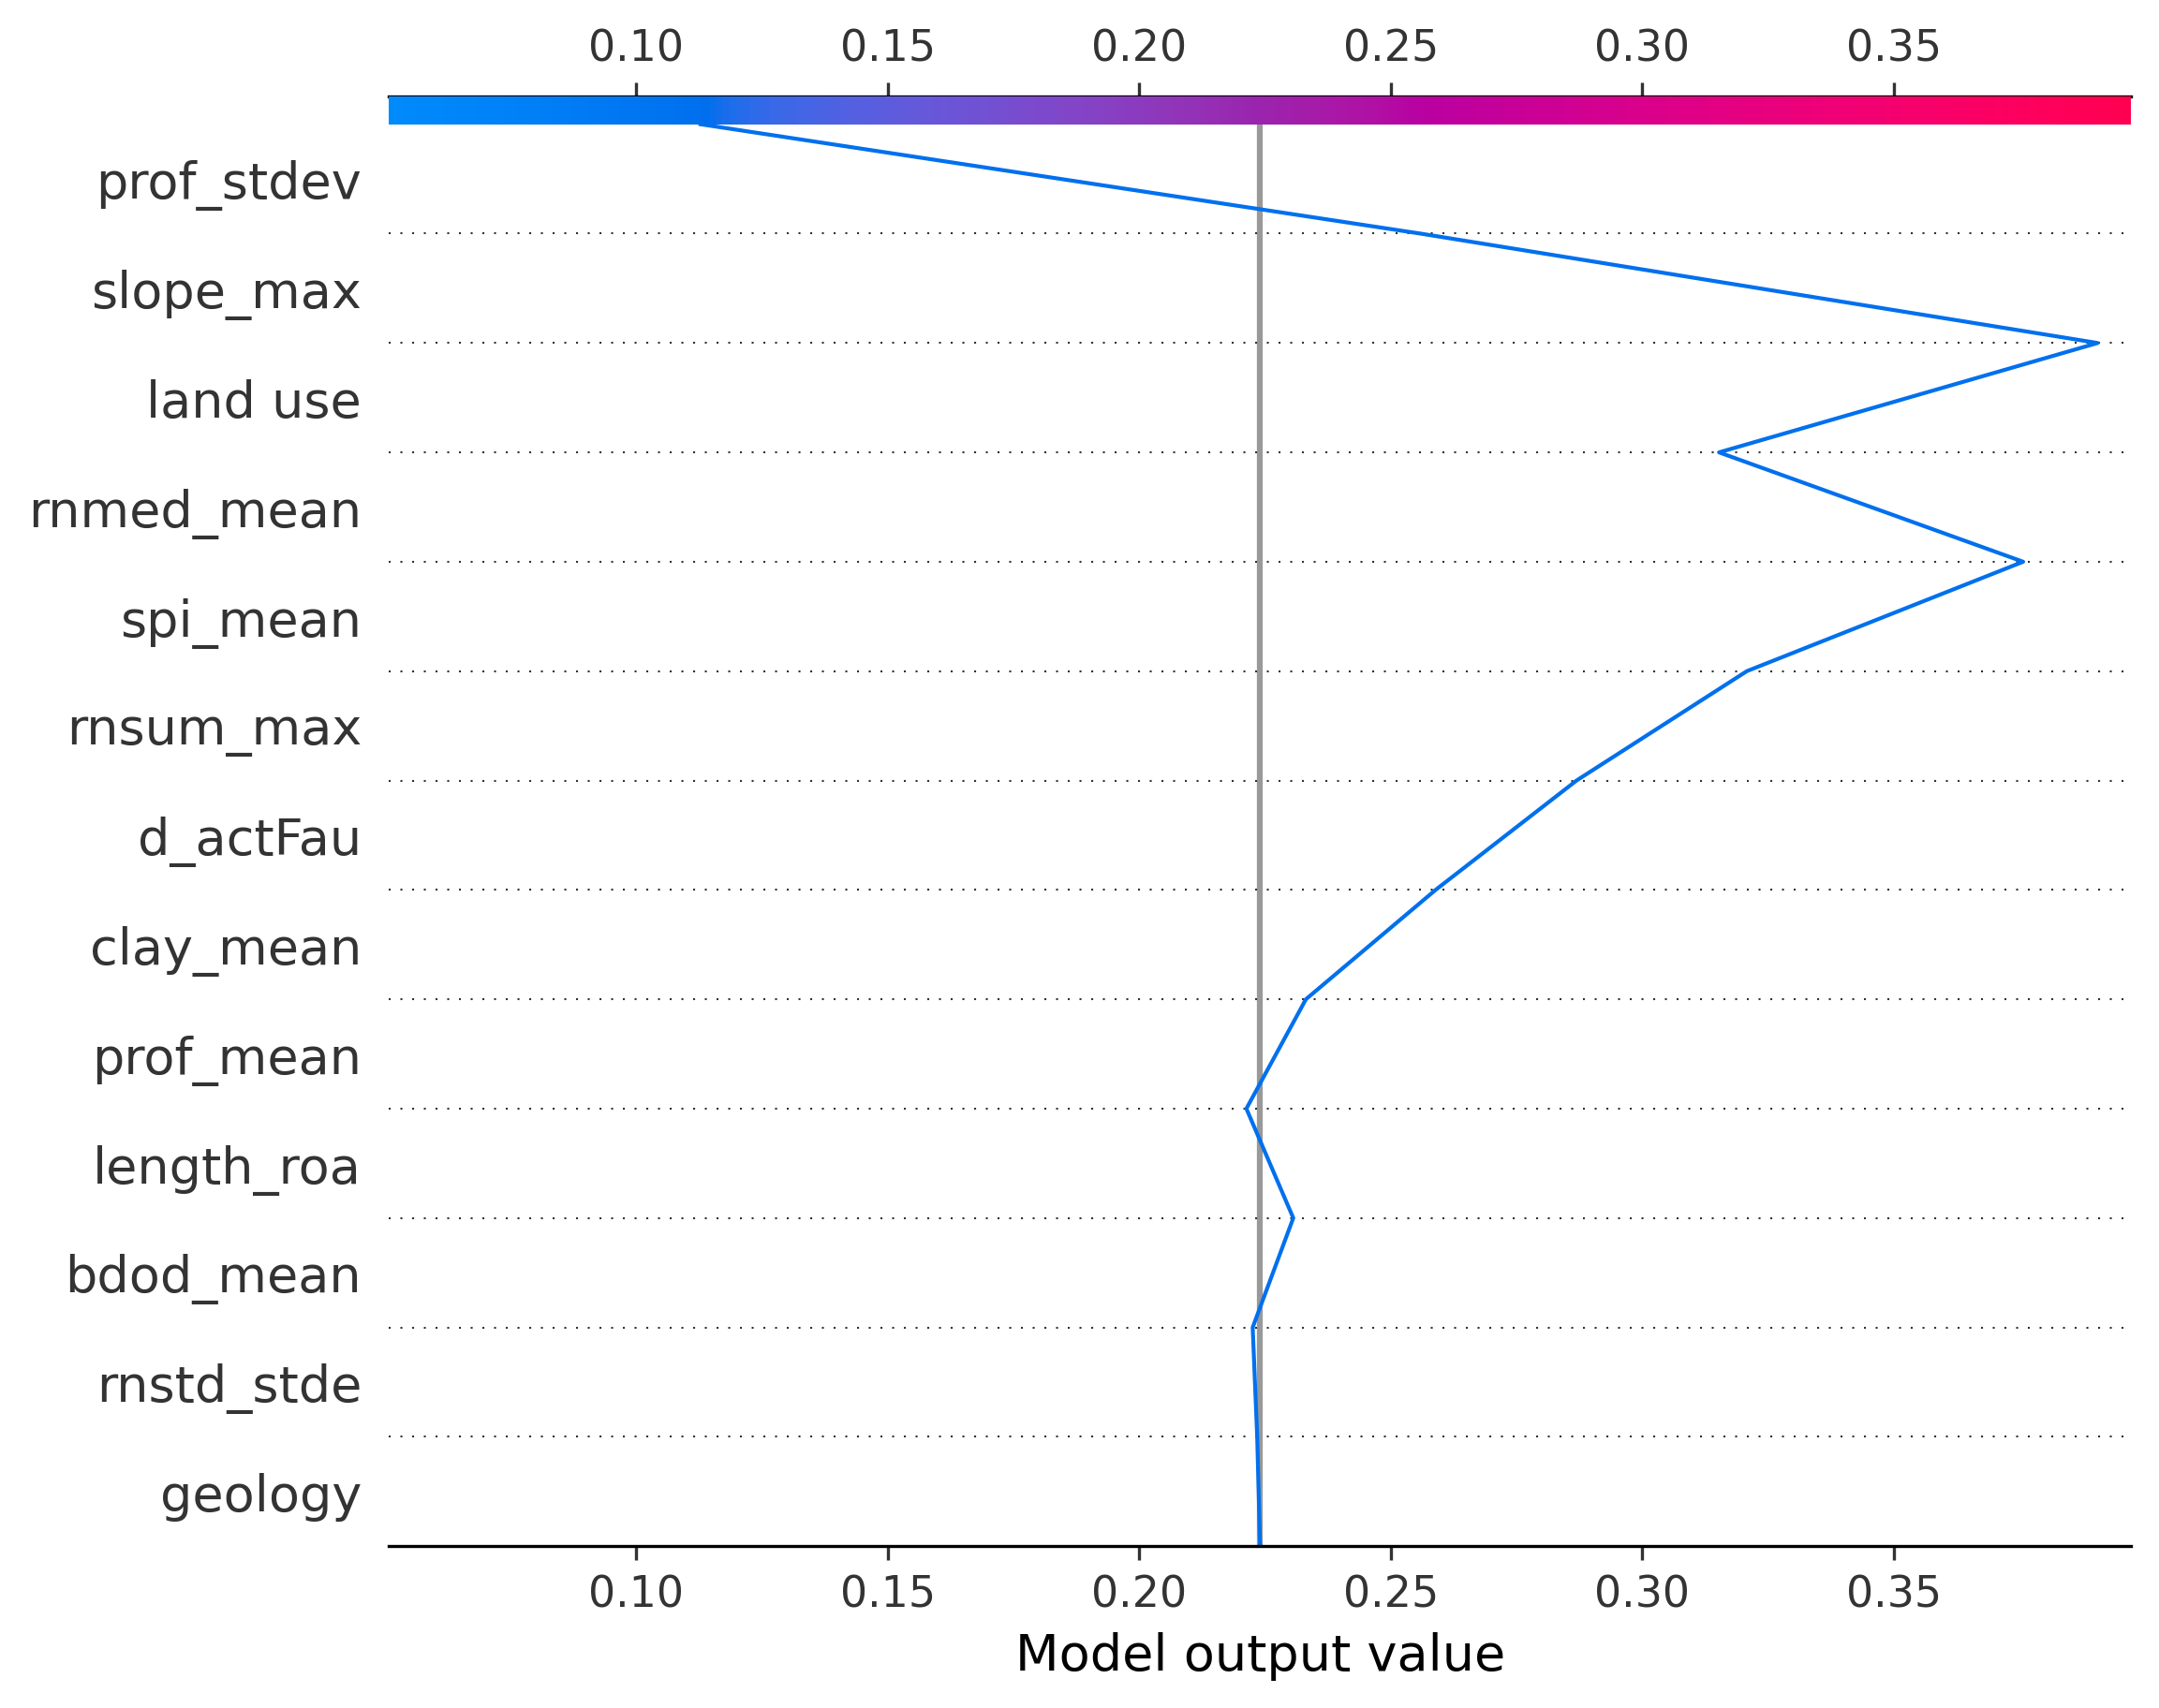 0.10 0.15 0.20 0.25 0.30 0.35
prof_stdev
slope_max
land use
rnmed_mean
spi_mean
rnsum_max
d_actFau
clay_mean
prof_mean
length_roa
bdod_mean
rnstd_stde
geology
0.10 0.15 0.20 0.25 0.30 0.35
Model output value